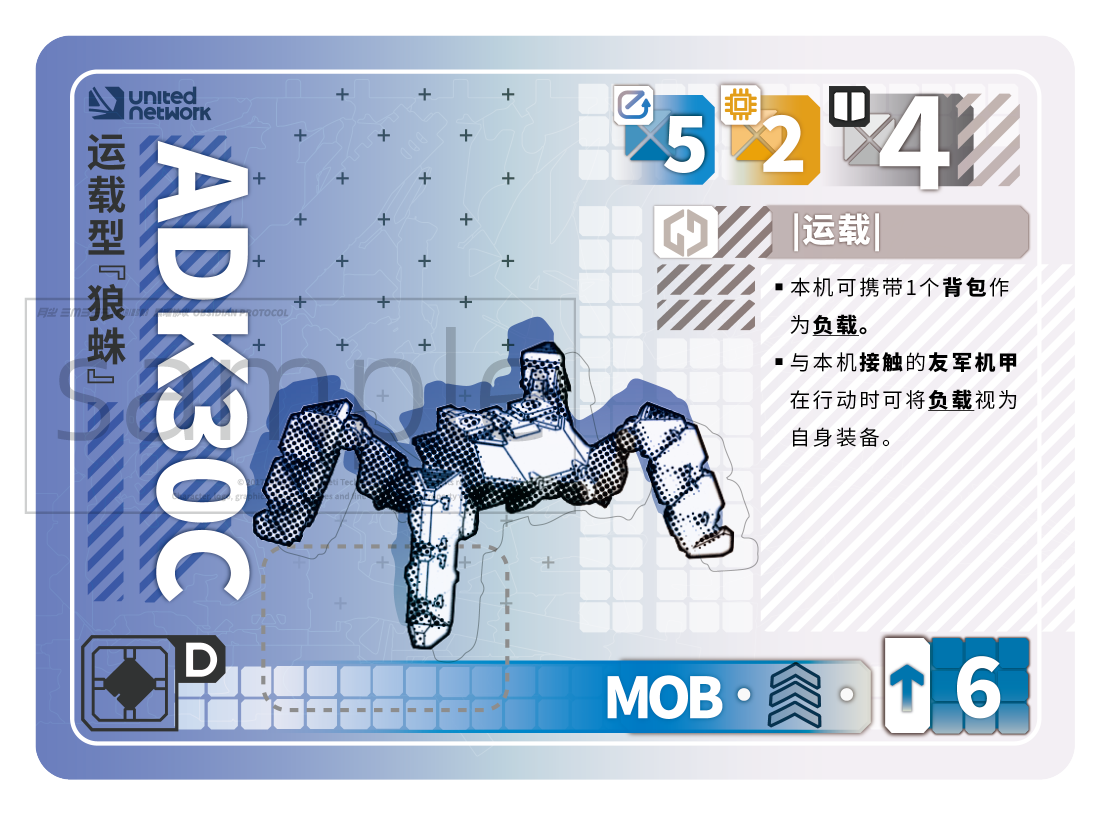 UNITED
NETWORK
运载型『狼蛛』
ADK30C
5
2
4
|运载|
▪ 本机可携带1个背包作
为负载。
▪ 与本机接触的友军机甲
在行动时可将负载视为
自身装备。
OBSIDIAN PROTOCOL
sample
D
MOB
6